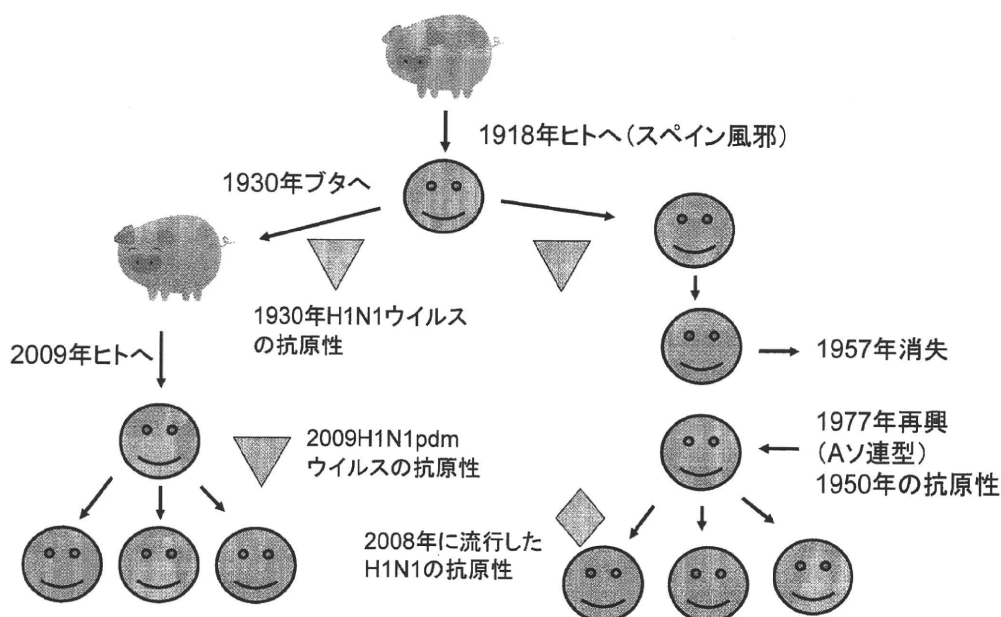 1918年ヒトへ(スペイン風邪)
1930年ブタへ
1930年H1N1ウイルス
の抗原性
2009年ヒトへ
1957年消失
2009H1N1pdm
ウイルスの抗原性
1977年再興
(Aソ連型)
1950年の抗原性
2008年に流行した
H1N1の抗原性